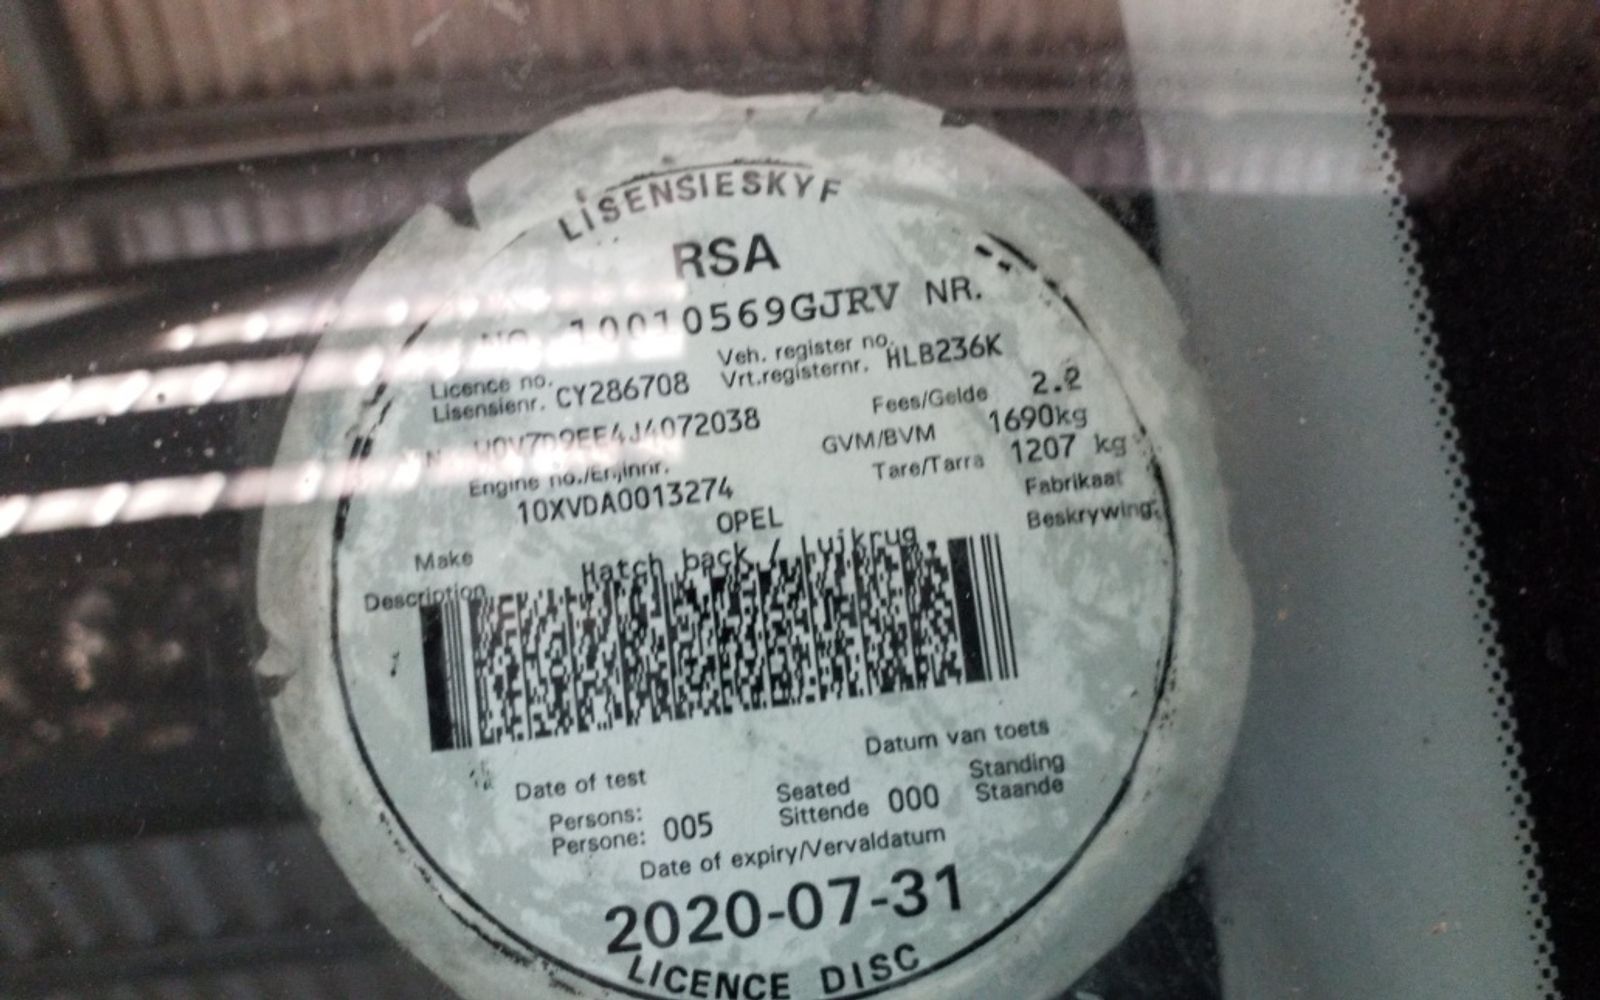 LISENSIESKYF
RSA
NO. 10010569GJRV NR.
Licence no. CY286708 Veh. register no. HLB236K
Lisensienr. Vrt.registernr.
Fees/Gelde 2.2
W0V7D9EE4J4072038 GVM/BVM 1690kg
Engine no./Enjinnr. Tare/Tarra 1207 kg
10XVDA0013274 Fabrikaat
Make OPEL Beskrywing
Description Hatch back / Luikrug
Date of test Datum van toets
Persons: 005 Seated 000 Standing
Persone: Sittende Staande
Date of expiry/Vervaldatum
2020-07-31
LICENCE DISC